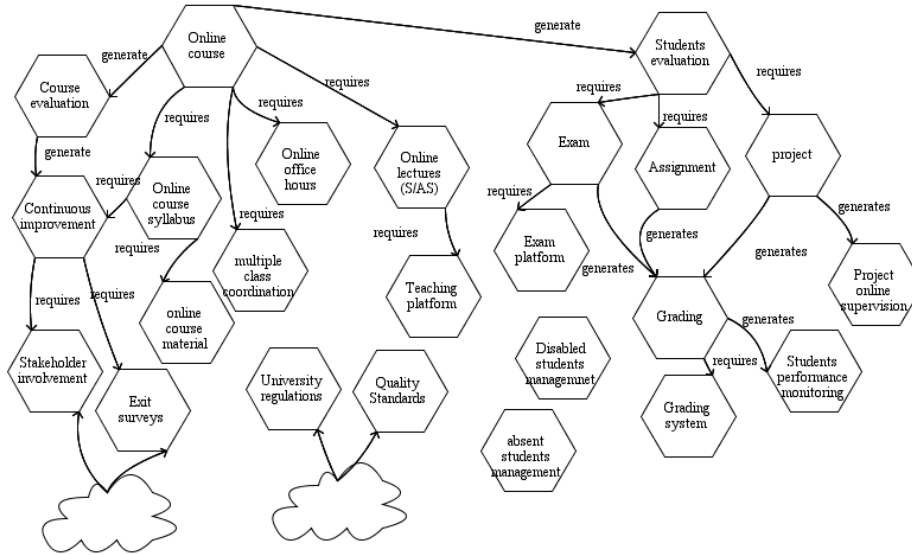 Online
course
generate
Students
evaluation
generate
Course
evaluation
requires
requires
requires
requires
requires
requires
generate
Exam
Assignment
project
Online
office
hours
Online
lectures
(S/AS)
requires
Online
course
syllabus
Continuous
improvement
requires
requires
requires
requires
generates
generates
Exam
platform
multiple
class
coordination
generates
generates
Teaching
platform
Project
online
supervision
requires
requires
online
course
material
Grading
generates
Stakeholder
involvement
University
regulations
Quality
Standards
Disabled
students
managemnet
requires
Students
performance
monitoring
Exit
surveys
Grading
system
absent
students
management